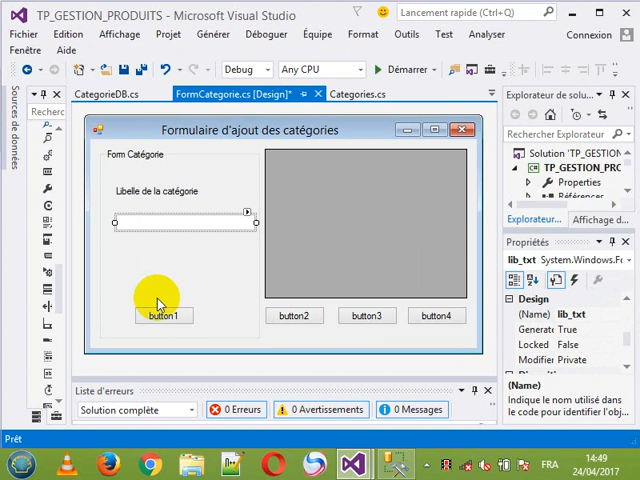 TP_GESTION_PRODUITS - Microsoft Visual Studio
Lancement rapide (Ctrl+Q)
Fichier Edition Affichage Projet Générer Déboguer Équipe Format Outils Test Analyser Connexion
Fenêtre Aide
Debug Any CPU Démarrer
Sources de données
CategorieDB.cs FormCategorie.cs [Design]* Categories.cs
Explorateur de solu...
Recherc
Rechercher Explorateur
Formulaire d'ajout des catégories
Solution 'TP_GESTION
TP_GESTION_PRO
Properties
Références
Form Catégorie
Libelle de la catégorie
Explorateur... Affichage d...
Propriétés
lib_txt System.Windows.Fo
Design
(Name) lib_txt
Generate True
Locked False
Modifier Private
button1 button2 button3 button4
(Name)
Indique le nom utilisé dans le code pour identifier l'obj
Liste d'erreurs
Solution complète 0 Erreurs 0 Avertissements 0 Messages
Prêt
FRA
14:49
24/04/2017